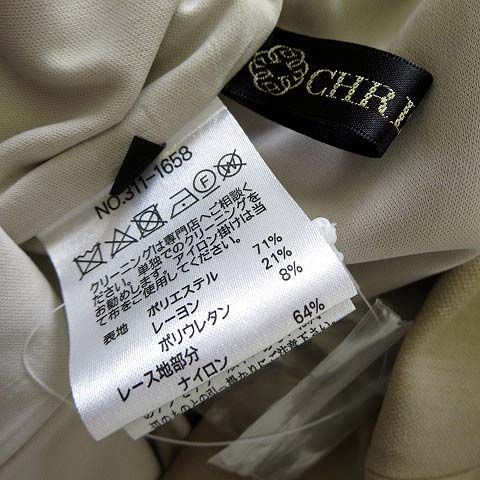 CHRI
NO.311-1658
クリーニングは専門店へご相談く
ださい。単独でのクリーニングを
お勧めします。アイロン掛けは当
て布をご使用してください。
表地 ポリエステル 71%
レーヨン 21%
ポリウレタン 8%
レース地部分
ナイロン 64%